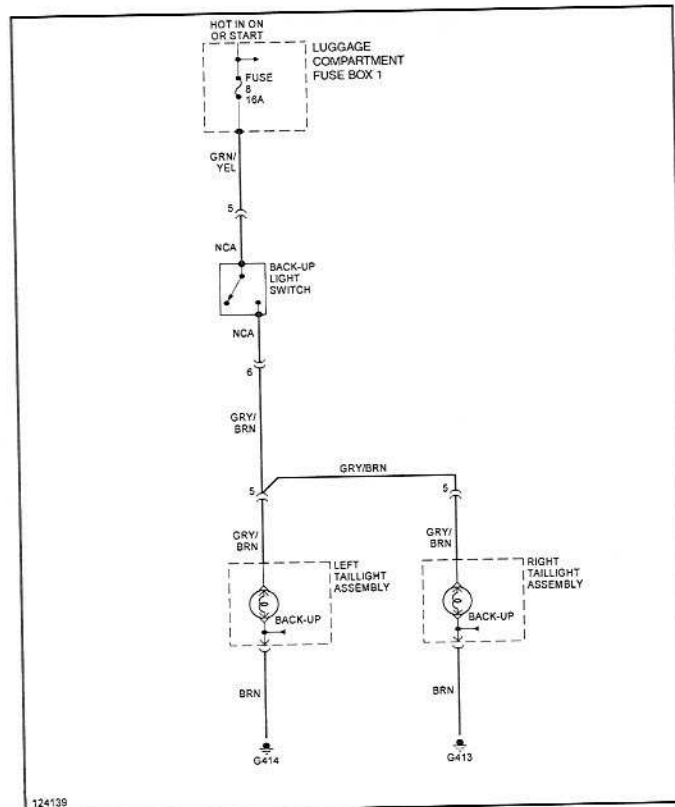 HOT IN ON
OR START
LUGGAGE
COMPARTMENT
FUSE BOX 1
FUSE
8
16A
GRN/
YEL
5
NCA
BACK-UP
LIGHT
SWITCH
NCA
6
GRY/
BRN
GRY/BRN
5
5
GRY/
BRN
GRY/
BRN
LEFT
TAILLIGHT
ASSEMBLY
RIGHT
TAILLIGHT
ASSEMBLY
BACK-UP
BACK-UP
BRN
BRN
G414
G413
124139